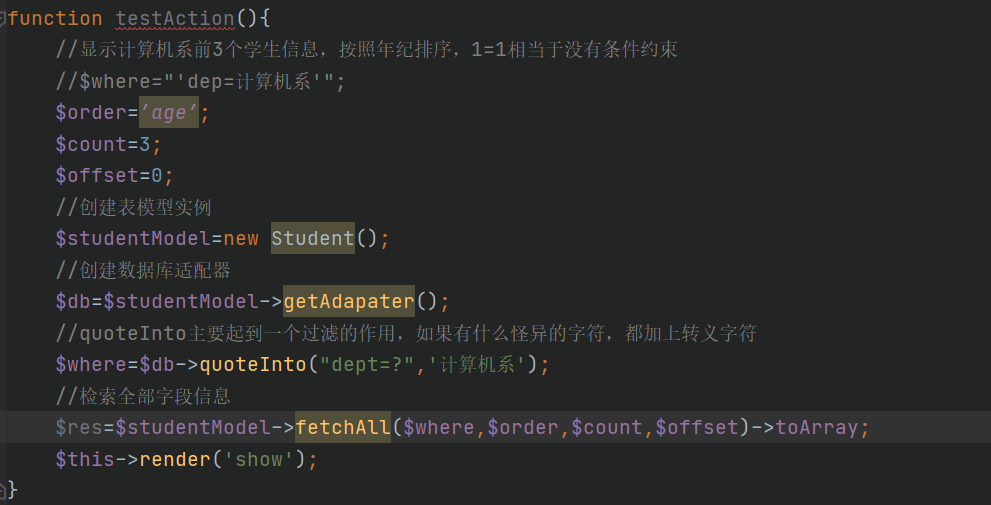 function testAction(){
//显示计算机系前3个学生信息，按照年纪排序，1=1相当于没有条件约束
//$where="'dep=计算机系'";
$order=’age’;
$count=3;
$offset=0;
//创建表模型实例
$studentModel=new Student();
//创建数据库适配器
$db=$studentModel->getAdapater();
//quoteInto主要起到一个过滤的作用，如果有什么怪异的字符，都加上转义字符
$where=$db->quoteInto("dept=?",'计算机系');
//检索全部字段信息
$res=$studentModel->fetchAll($where,$order,$count,$offset)->toArray;
$this->render('show');
}